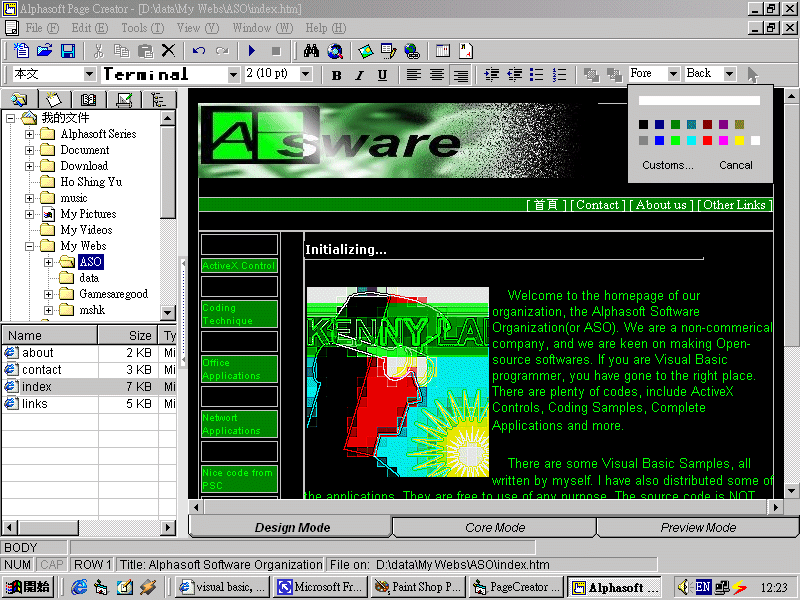 Alphasoft Page Creator - [D:\data\My Webs\ASO\index.htm]
File (F) Edit (E) Tools (T) View (V) Window (W) Help (H)
本文 Terminal 2 (10 pt) B I U Fore Back
Customs... Cancal
我的文件
Alphasoft Series
Document
Download
Ho Shing Yu
music
My Pictures
My Videos
My Webs
ASO
data
Gamesaregood
mshk
Name Size Ty
about 2 KB Mi
contact 3 KB Mi
index 7 KB Mi
links 5 KB Mi
Alsware
[ 首頁 ] [ Contact ] [ About us ] [ Other Links ]
ActiveX Control
Coding
Technique
Office
Applications
Networt
Applications
Nice code from
PSC
Initializing...
KENNY LAI
Welcome to the homepage of our
organization, the Alphasoft Software
Organization(or ASO). We are a non-commerical
company, and we are keen on making Open-
source softwares. If you are Visual Basic
programmer, you have gone to the right place.
There are plenty of codes, include ActiveX
Controls, Coding Samples, Complete
Applications and more.
There are some Visual Basic Samples, all
written by myself. I have also distributed some of
the applications. They are free to use of any purpose. The source code is NOT
Design Mode Core Mode Preview Mode
BODY
NUM CAP ROW 1 Title: Alphasoft Software Organization File on: D:\data\My Webs\ASO\index.htm
開始 visual basic, ... Microsoft Fr... Paint Shop P... PageCreator ... Alphasoft ... EN 12:23